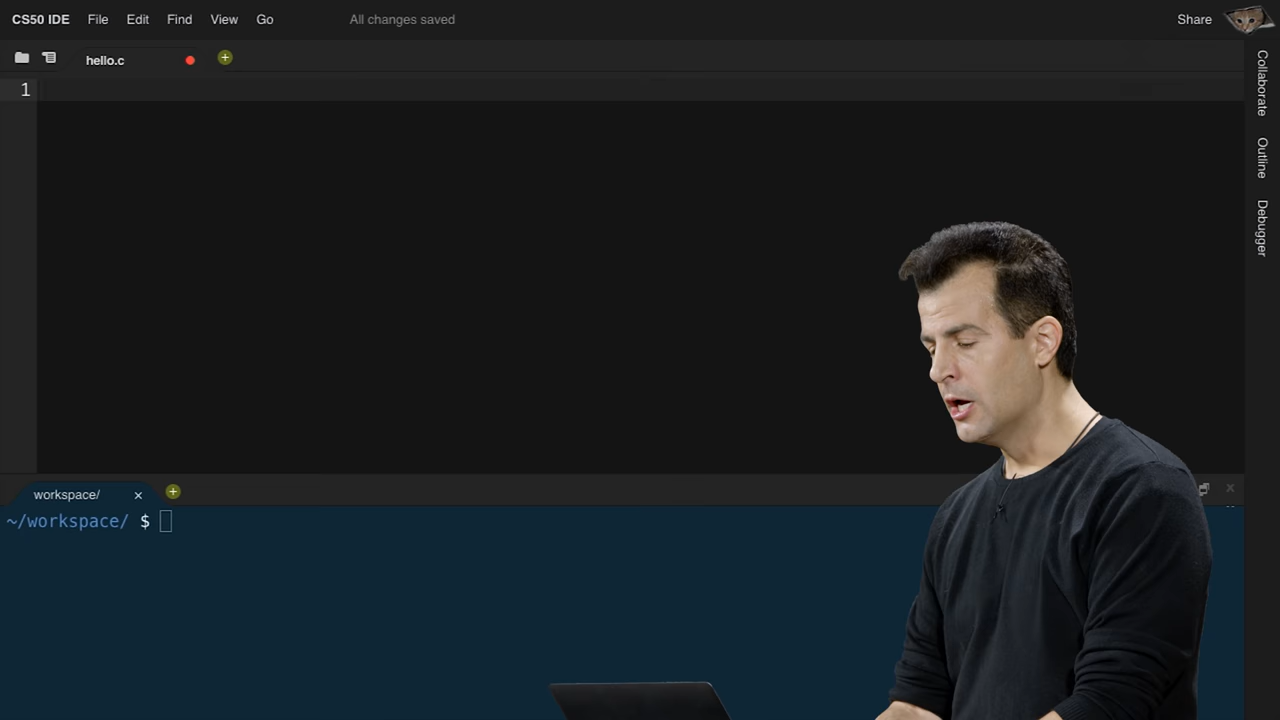 CS50 IDE File Edit Find View Go All changes saved Share
hello.c
1
Collaborate
Outline
Debugger
workspace/
~/workspace/ $